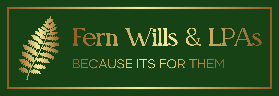 Fern Wills & LPAs
BECAUSE ITS FOR THEM